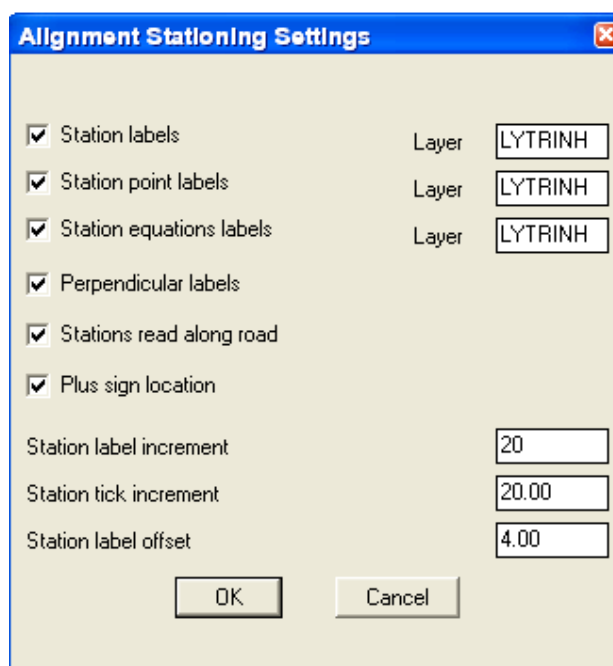 Alignment Stationing Settings
Station labels Layer LYTRINH
Station point labels Layer LYTRINH
Station equations labels Layer LYTRINH
Perpendicular labels
Stations read along road
Plus sign location
Station label increment 20
Station tick increment 20.00
Station label offset 4.00
OK Cancel